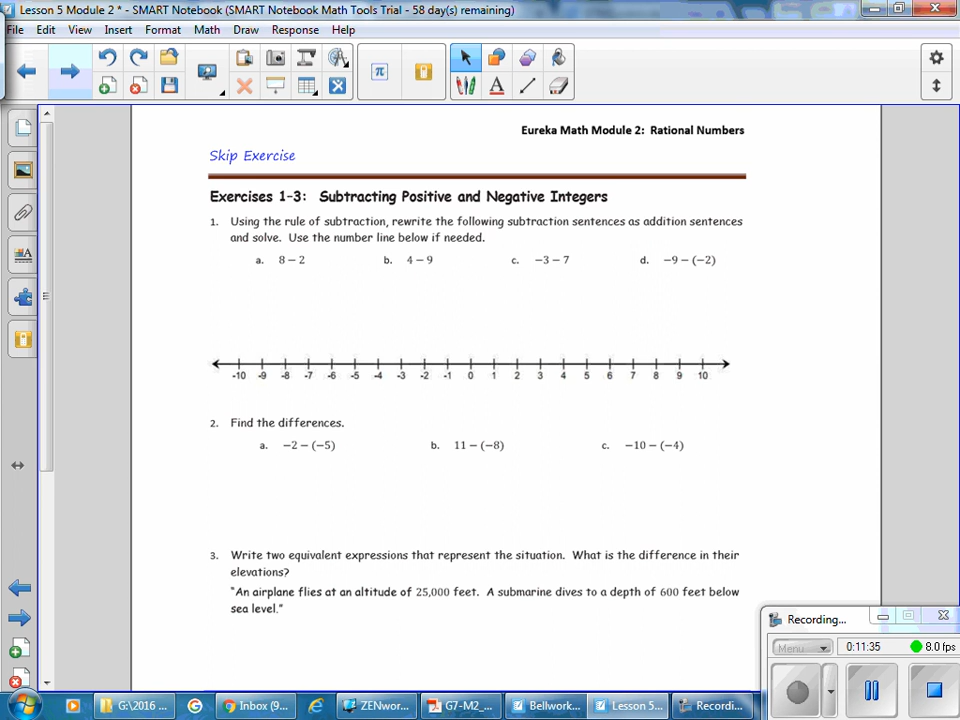 Lesson 5 Module 2 * - SMART Notebook (SMART Notebook Math Tools Trial - 58 day(s) remaining)
File Edit View Insert Format Math Draw Response Help
Eureka Math Module 2: Rational Numbers
Skip Exercise
Exercises 1-3: Subtracting Positive and Negative Integers
1. Using the rule of subtraction, rewrite the following subtraction sentences as addition sentences
and solve. Use the number line below if needed.
a. 8 − 2 b. 4 − 9 c. −3 − 7 d. −9 − (−2)
-10 -9 -8 -7 -6 -5 -4 -3 -2 -1 0 1 2 3 4 5 6 7 8 9 10
2. Find the differences.
a. −2 − (−5) b. 11 − (−8) c. −10 − (−4)
3. Write two equivalent expressions that represent the situation. What is the difference in their
elevations?
"An airplane flies at an altitude of 25,000 feet. A submarine dives to a depth of 600 feet below
sea level."
Recording...
Menu 0:11:35 8.0 fps
G:\2016 ... Inbox (9... ZENwor... G7-M2_... Bellwork... Lesson 5... Recordi...